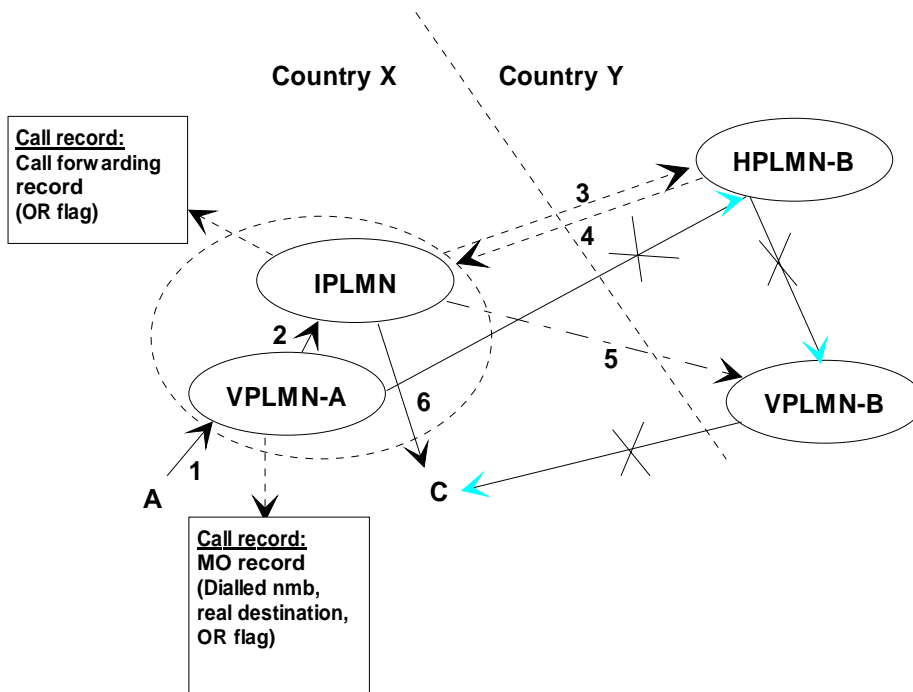 Country X
Country Y
Call record:
Call forwarding
record
(OR flag)
HPLMN-B
3
4
IPLMN
2
5
VPLMN-A
6
VPLMN-B
1
A
C
Call record:
MO record
(Dialled nmb,
real destination,
OR flag)